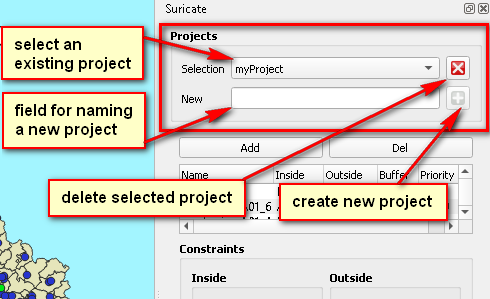 Suricate
Projects
select an
existing project
Selection
myProject
field for naming
a new project
New
Add
Del
Name
Inside
Outside
Buffer
Priority
delete selected project
A01_6
create new project
Constraints
Inside
Outside